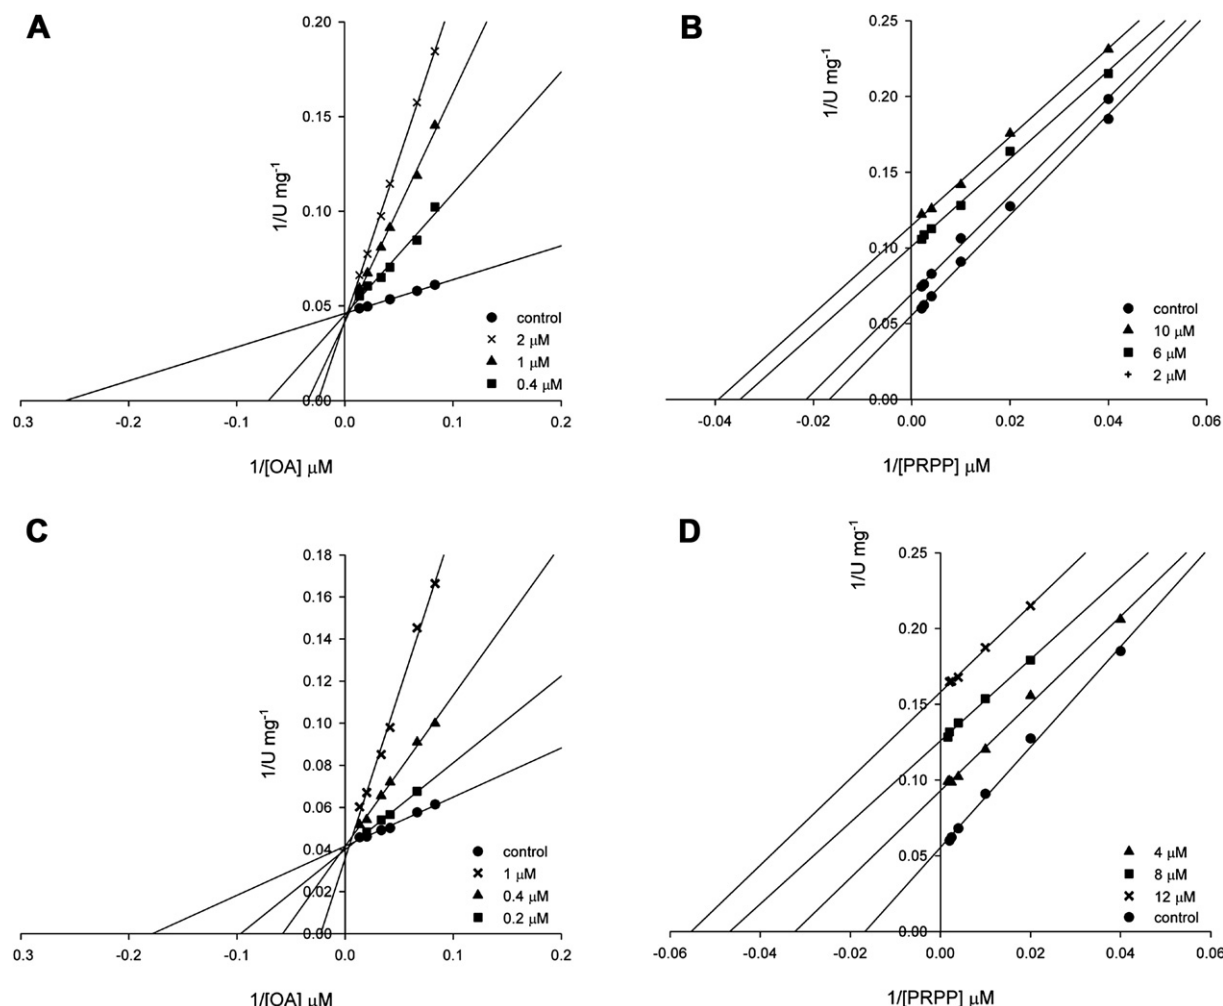 A
0.20
0.15
0.10
0.05
0.00
1/U mg⁻¹
control
2 μM
1 μM
0.4 μM
0.3 -0.2 -0.1 0.0 0.1 0.2
1/[OA] μM
B
0.25
0.20
0.15
0.10
0.05
0.00
1/U mg⁻¹
control
10 μM
6 μM
2 μM
-0.04 -0.02 0.00 0.02 0.04 0.06
1/[PRPP] μM
C
0.18
0.16
0.14
0.12
0.10
0.08
0.06
0.04
0.02
0.00
1/U mg⁻¹
control
1 μM
0.4 μM
0.2 μM
0.3 -0.2 -0.1 0.0 0.1 0.2
1/[OA] μM
D
0.25
0.20
0.15
0.10
0.05
0.00
1/U mg⁻¹
4 μM
8 μM
12 μM
control
-0.06 -0.04 -0.02 0.00 0.02 0.04 0.06
1/[PRPP] μM